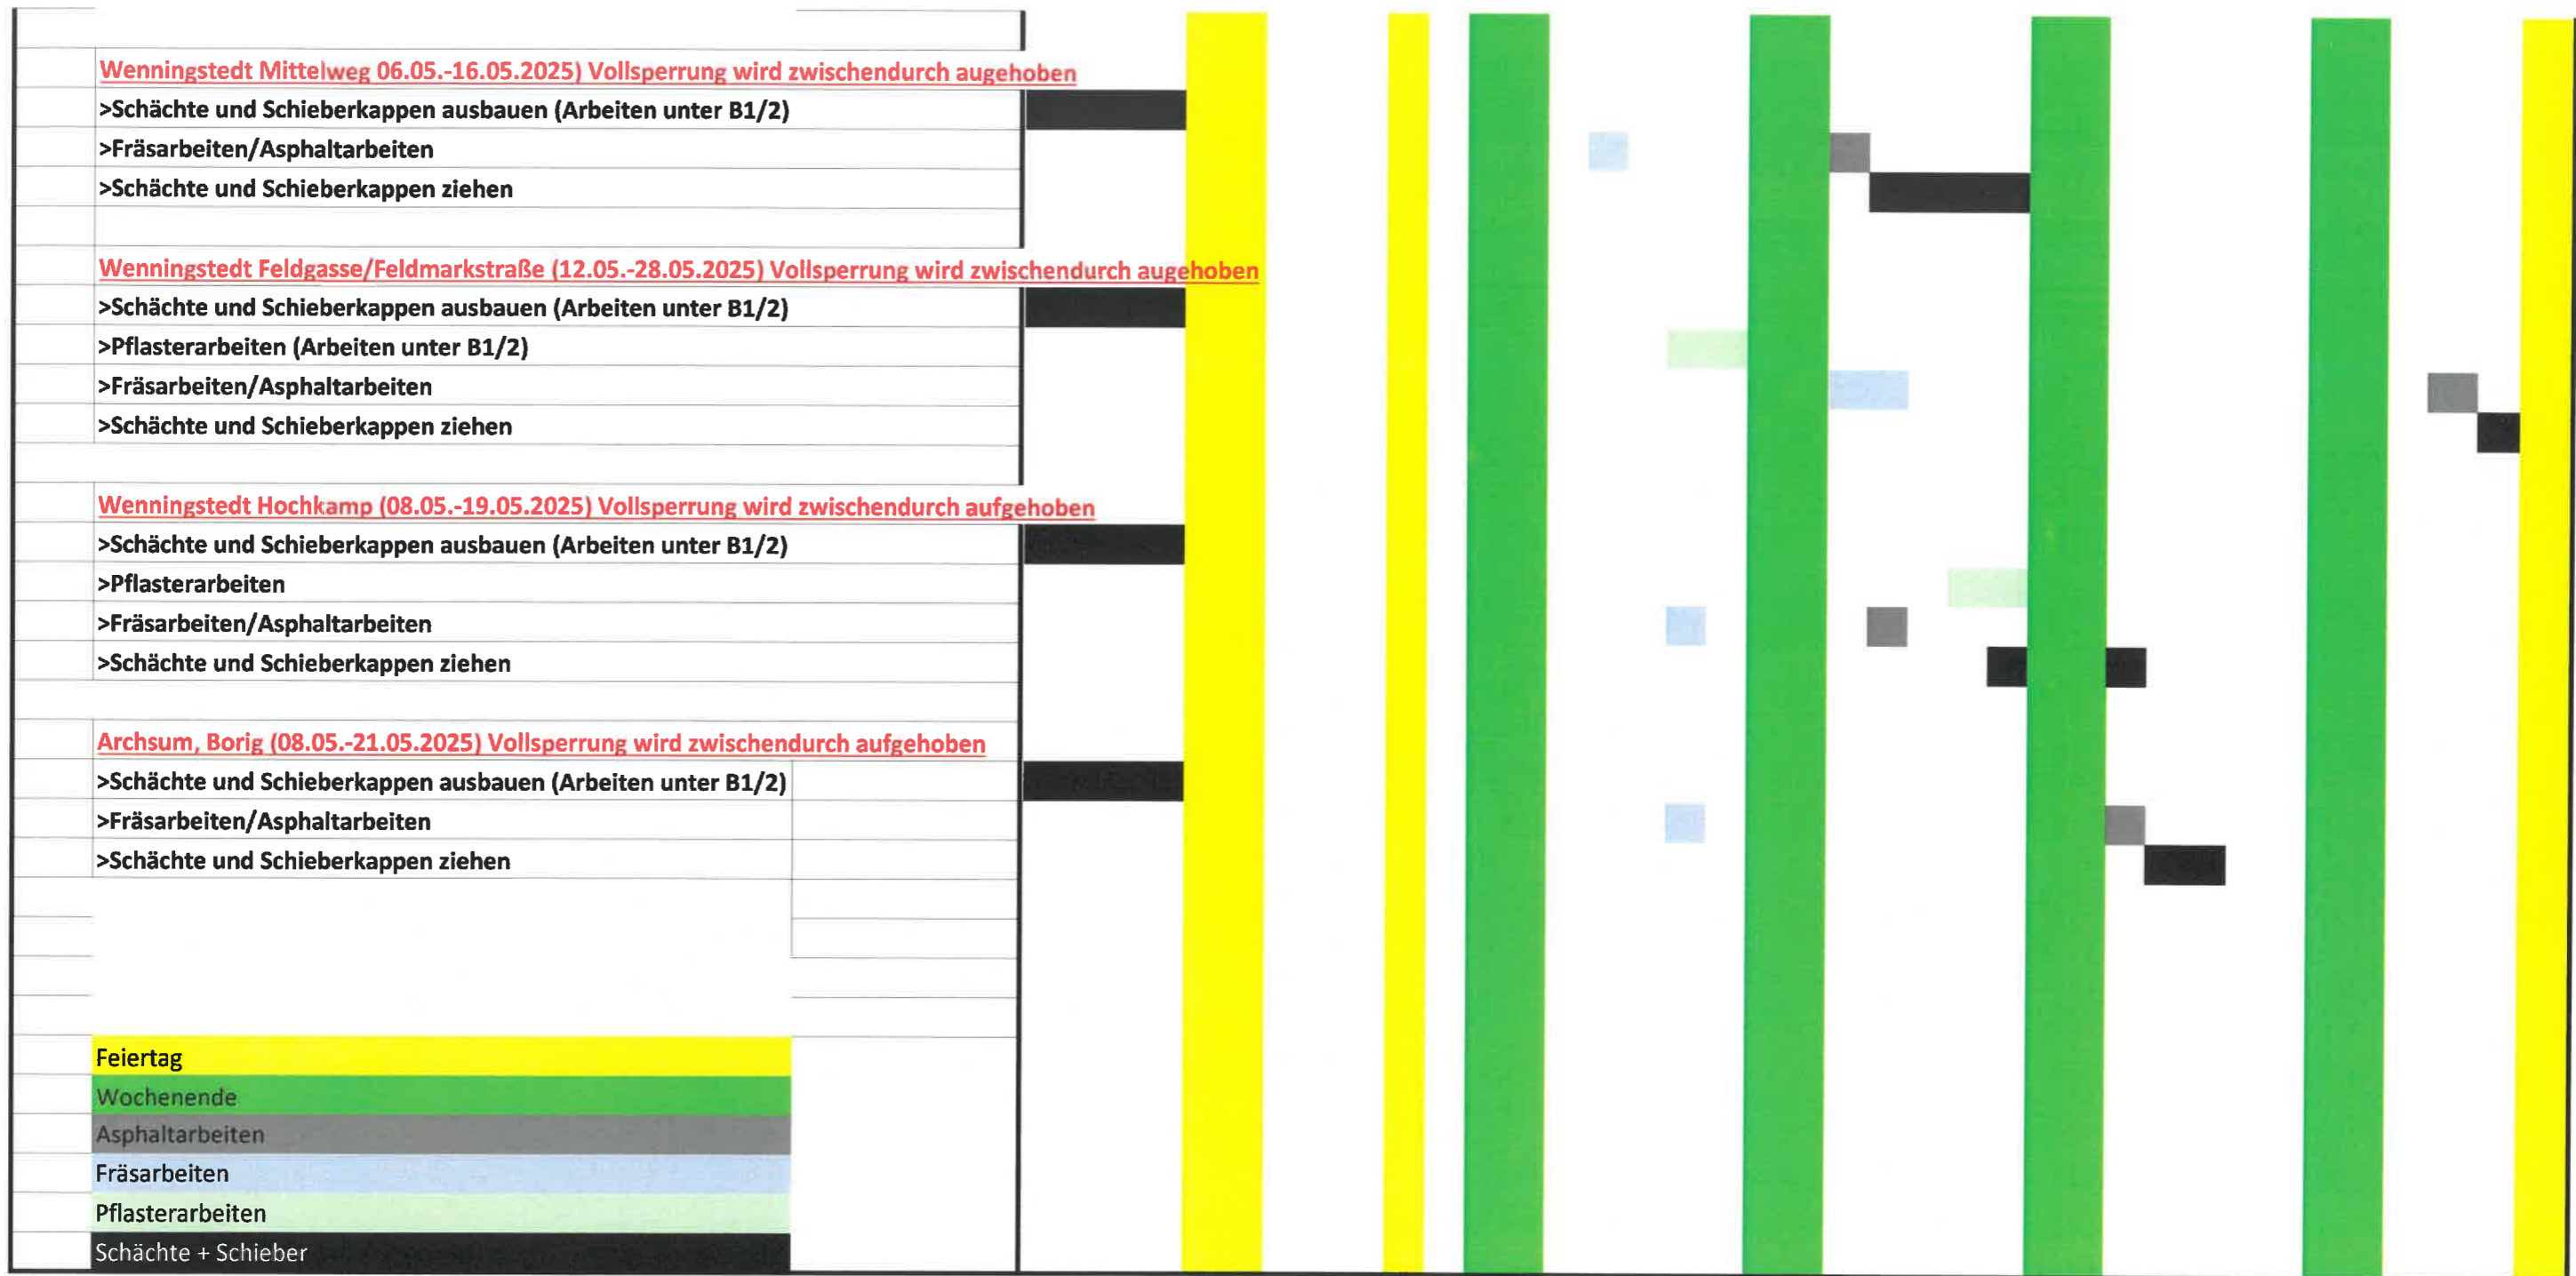 Wenningstedt Mittelweg 06.05.-16.05.2025) Vollsperrung wird zwischendurch augehoben
>Schächte und Schieberkappen ausbauen (Arbeiten unter B1/2)
>Fräsarbeiten/Asphaltarbeiten
>Schächte und Schieberkappen ziehen
Wenningstedt Feldgasse/Feldmarkstraße (12.05.-28.05.2025) Vollsperrung wird zwischendurch augehoben
>Schächte und Schieberkappen ausbauen (Arbeiten unter B1/2)
>Pflasterarbeiten (Arbeiten unter B1/2)
>Fräsarbeiten/Asphaltarbeiten
>Schächte und Schieberkappen ziehen
Wenningstedt Hochkamp (08.05.-19.05.2025) Vollsperrung wird zwischendurch aufgehoben
>Schächte und Schieberkappen ausbauen (Arbeiten unter B1/2)
>Pflasterarbeiten
>Fräsarbeiten/Asphaltarbeiten
>Schächte und Schieberkappen ziehen
Archsum, Borig (08.05.-21.05.2025) Vollsperrung wird zwischendurch aufgehoben
>Schächte und Schieberkappen ausbauen (Arbeiten unter B1/2)
>Fräsarbeiten/Asphaltarbeiten
>Schächte und Schieberkappen ziehen
Feiertag
Wochenende
Asphaltarbeiten
Fräsarbeiten
Pflasterarbeiten
Schächte + Schieber